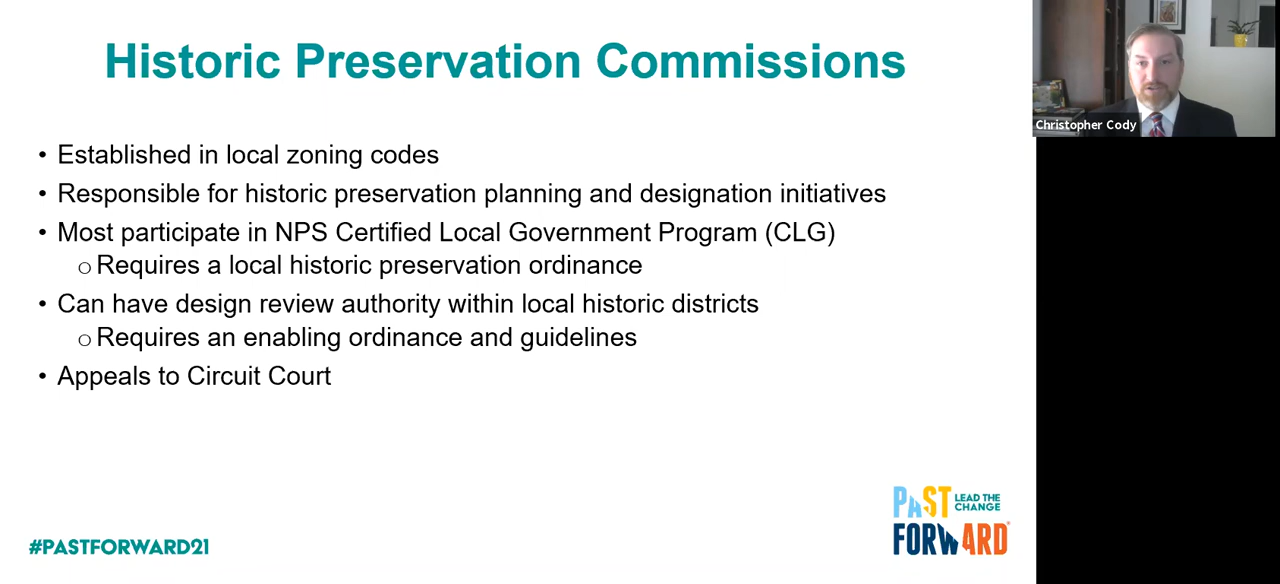 Historic Preservation Commissions
Christopher Cody
• Established in local zoning codes
• Responsible for historic preservation planning and designation initiatives
• Most participate in NPS Certified Local Government Program (CLG)
o Requires a local historic preservation ordinance
• Can have design review authority within local historic districts
o Requires an enabling ordinance and guidelines
• Appeals to Circuit Court
PAST LEAD THE
CHANGE
FORWARD®
#PASTFORWARD21